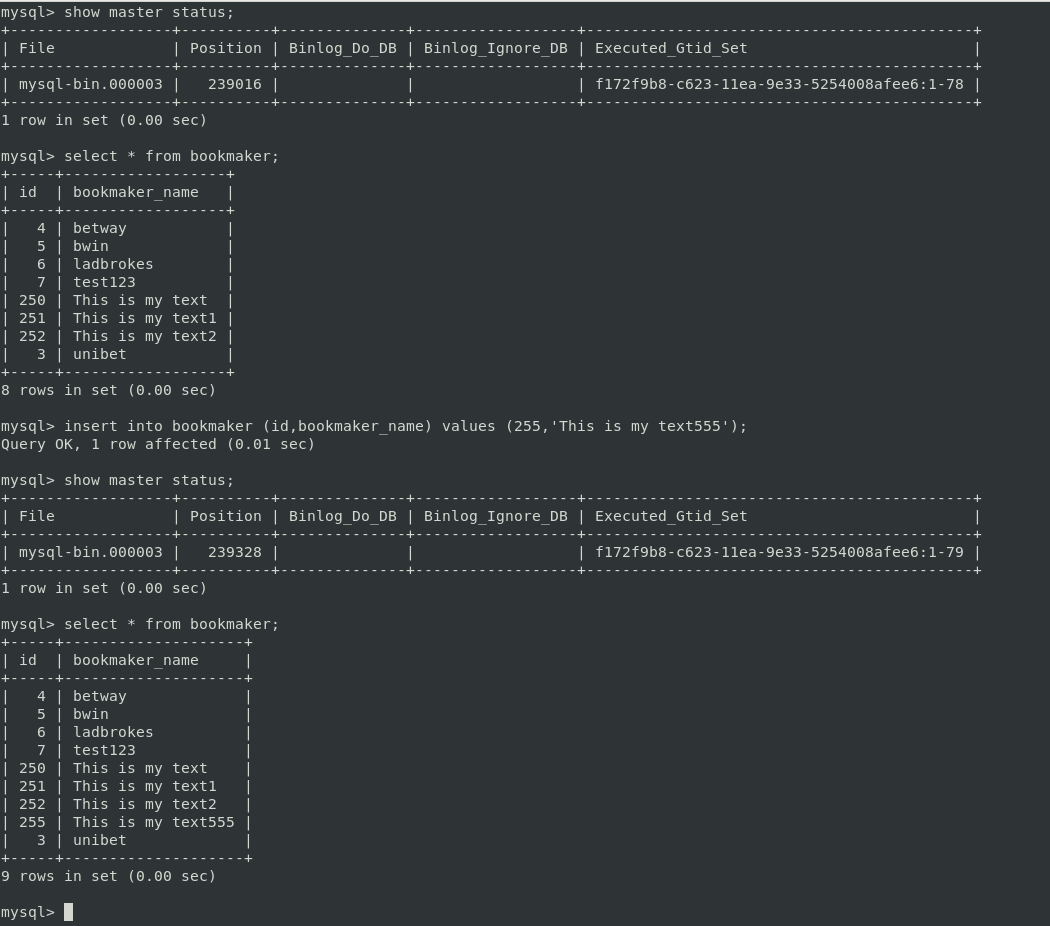 mysql> show master status;
+------------------+----------+--------------+------------------+-------------------------------------------+
| File             | Position | Binlog_Do_DB | Binlog_Ignore_DB | Executed_Gtid_Set                         |
+------------------+----------+--------------+------------------+-------------------------------------------+
| mysql-bin.000003 |   239016 |              |                  | f172f9b8-c623-11ea-9e33-5254008afee6:1-78 |
+------------------+----------+--------------+------------------+-------------------------------------------+
1 row in set (0.00 sec)

mysql> select * from bookmaker;
+-----+------------------+
| id  | bookmaker_name   |
+-----+------------------+
|   4 | betway           |
|   5 | bwin             |
|   6 | ladbrokes        |
|   7 | test123          |
| 250 | This is my text  |
| 251 | This is my text1 |
| 252 | This is my text2 |
|   3 | unibet           |
+-----+------------------+
8 rows in set (0.00 sec)

mysql> insert into bookmaker (id,bookmaker_name) values (255,'This is my text555');
Query OK, 1 row affected (0.01 sec)

mysql> show master status;
+------------------+----------+--------------+------------------+-------------------------------------------+
| File             | Position | Binlog_Do_DB | Binlog_Ignore_DB | Executed_Gtid_Set                         |
+------------------+----------+--------------+------------------+-------------------------------------------+
| mysql-bin.000003 |   239328 |              |                  | f172f9b8-c623-11ea-9e33-5254008afee6:1-79 |
+------------------+----------+--------------+------------------+-------------------------------------------+
1 row in set (0.00 sec)

mysql> select * from bookmaker;
+-----+--------------------+
| id  | bookmaker_name     |
+-----+--------------------+
|   4 | betway             |
|   5 | bwin               |
|   6 | ladbrokes          |
|   7 | test123            |
| 250 | This is my text    |
| 251 | This is my text1   |
| 252 | This is my text2   |
| 255 | This is my text555 |
|   3 | unibet             |
+-----+--------------------+
9 rows in set (0.00 sec)

mysql>